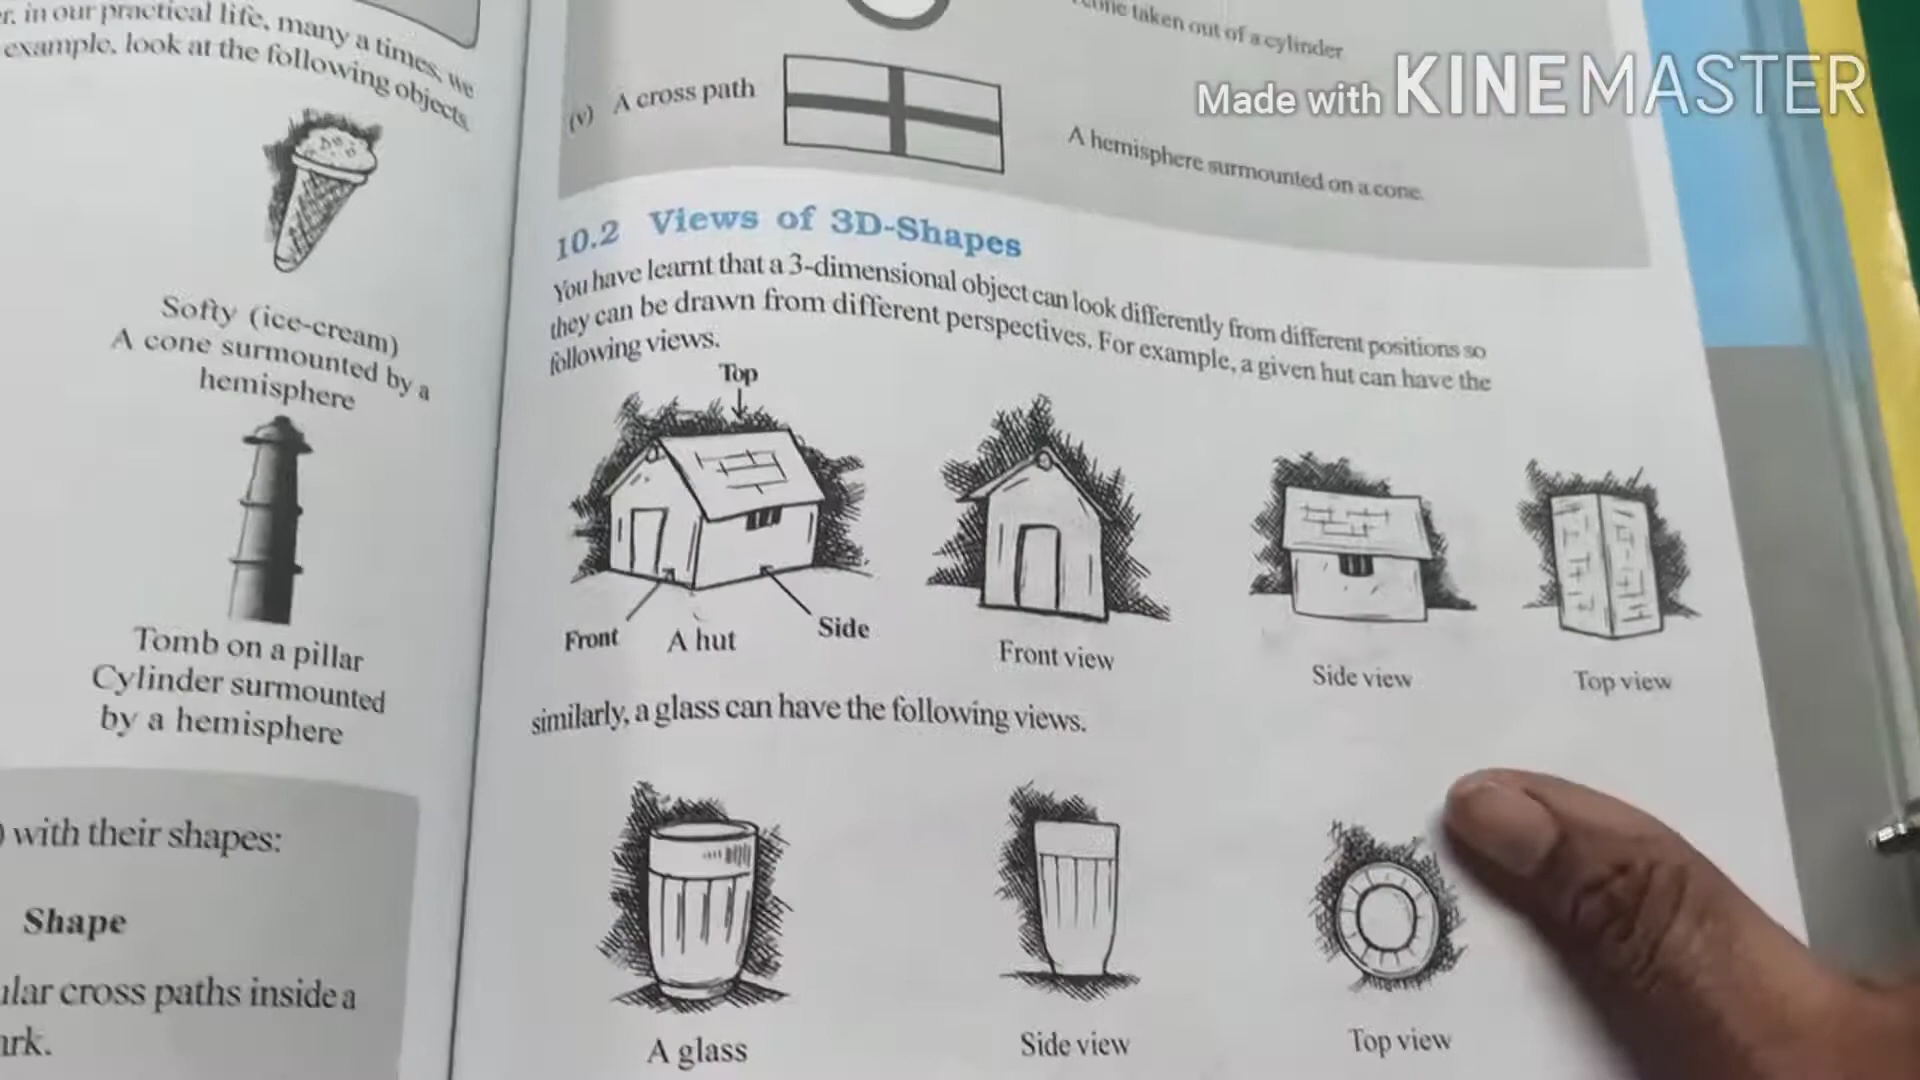 in our practical life, many a times, we
example, look at the following objects.
Softy (ice-cream)
A cone surmounted by a
hemisphere
Tomb on a pillar
Cylinder surmounted
by a hemisphere
with their shapes:
Shape
cross paths inside a
taken out of a cylinder
(v) A cross path
A hemisphere surmounted on a cone.
Made with KINEMASTER
10.2 Views of 3D-Shapes
You have learnt that a 3-dimensional object can look differently from different positions so
they can be drawn from different perspectives. For example, a given hut can have the
following views.
Top
Front
A hut
Side
Front view
Side view
Top view
similarly, a glass can have the following views.
A glass
Side view
Top view